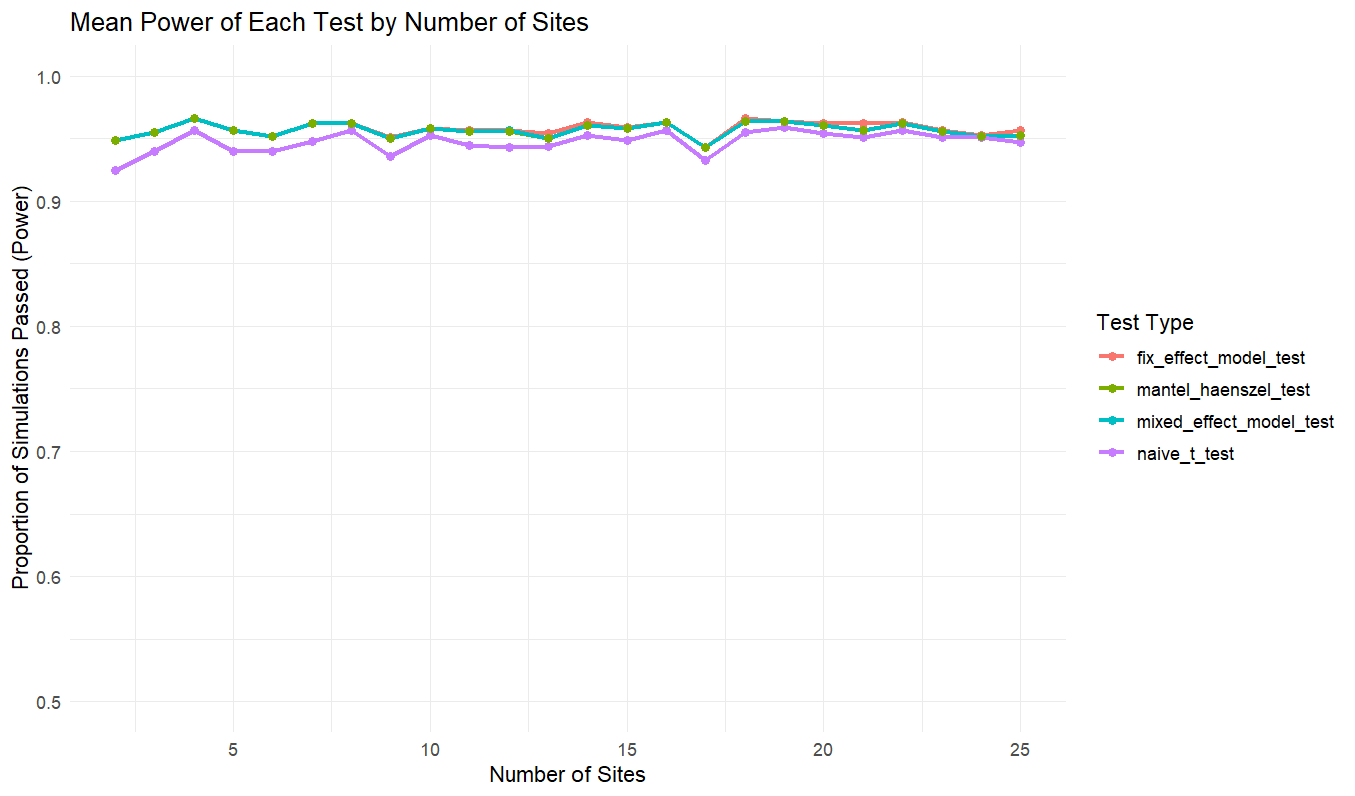 Mean Power of Each Test by Number of Sites
Proportion of Simulations Passed (Power)
1.0
0.9
0.8
0.7
0.6
0.5
5 10 15 20 25
Number of Sites
Test Type
fix_effect_model_test
mantel_haenszel_test
mixed_effect_model_test
naive_t_test